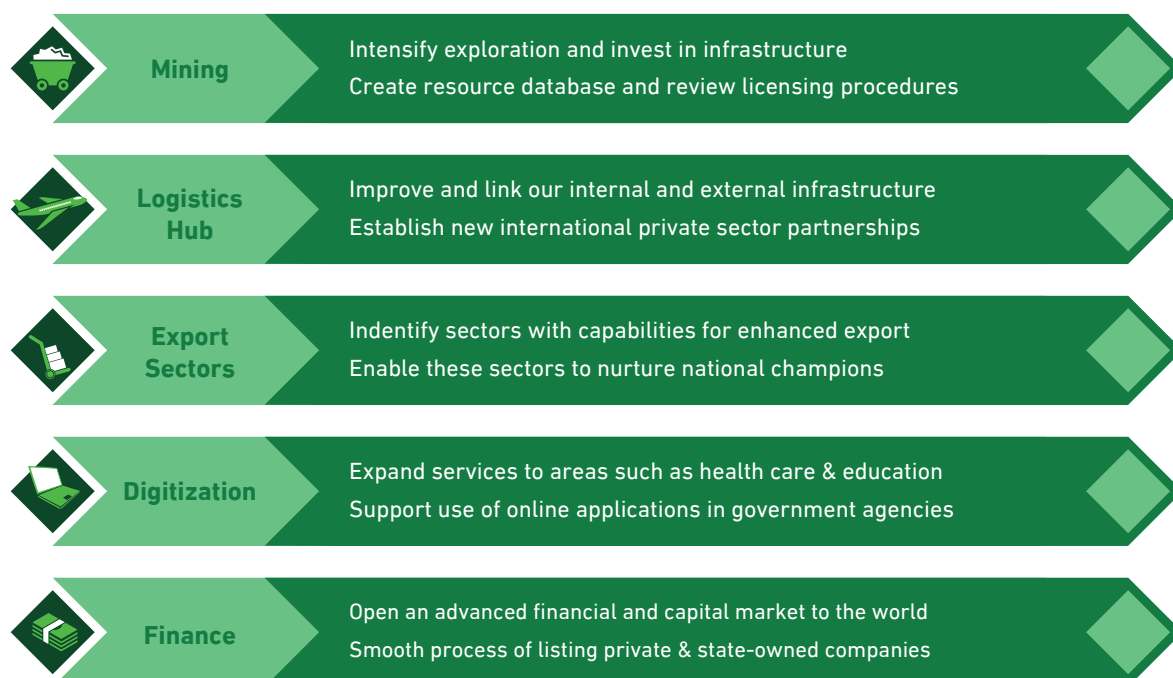 Mining
Intensify exploration and invest in infrastructure
Create resource database and review licensing procedures
Logistics
Hub
Improve and link our internal and external infrastructure
Establish new international private sector partnerships
Export
Sectors
Indentify sectors with capabilities for enhanced export
Enable these sectors to nurture national champions
Digitization
Expand services to areas such as health care & education
Support use of online applications in government agencies
Finance
Open an advanced financial and capital market to the world
Smooth process of listing private & state-owned companies